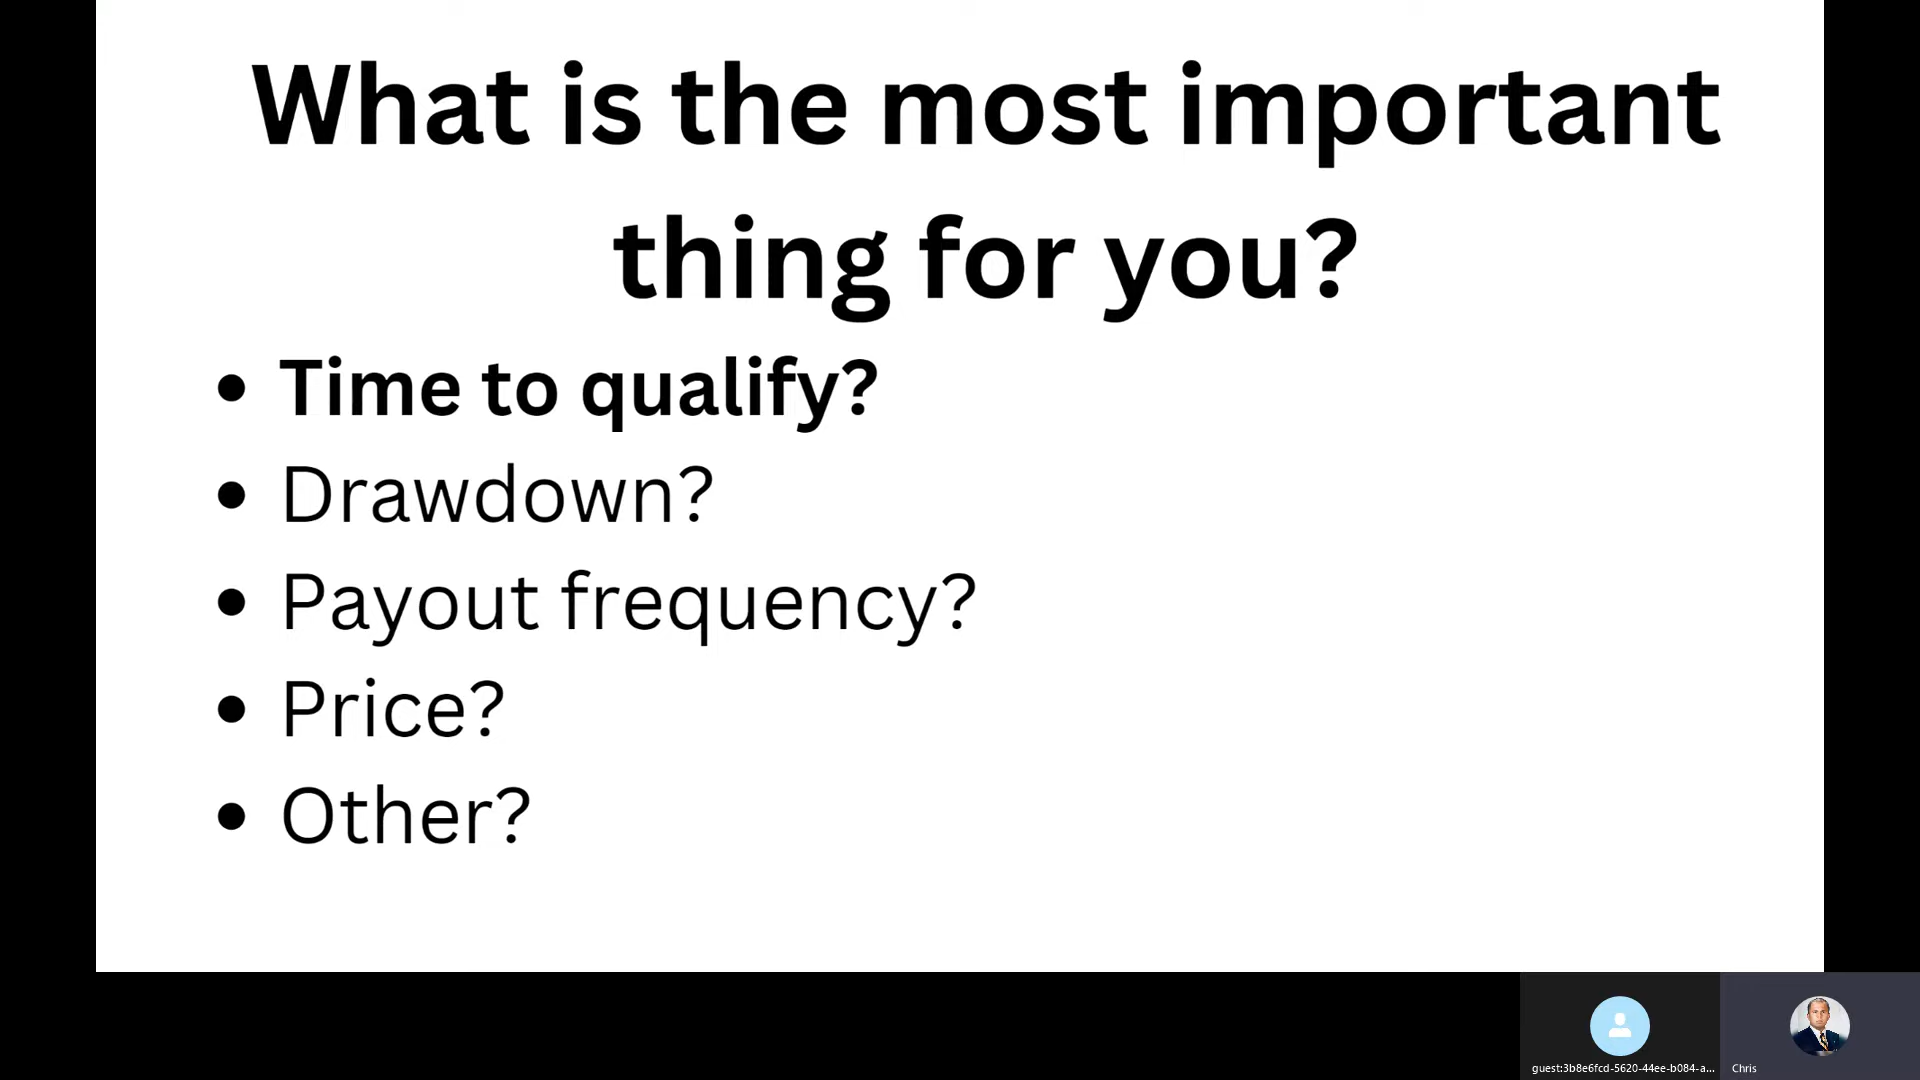 What is the most important
thing for you?
• Time to qualify?
• Drawdown?
• Payout frequency?
• Price?
• Other?
guest:3b8e6fcd-5620-44ee-b084-a...
Chris